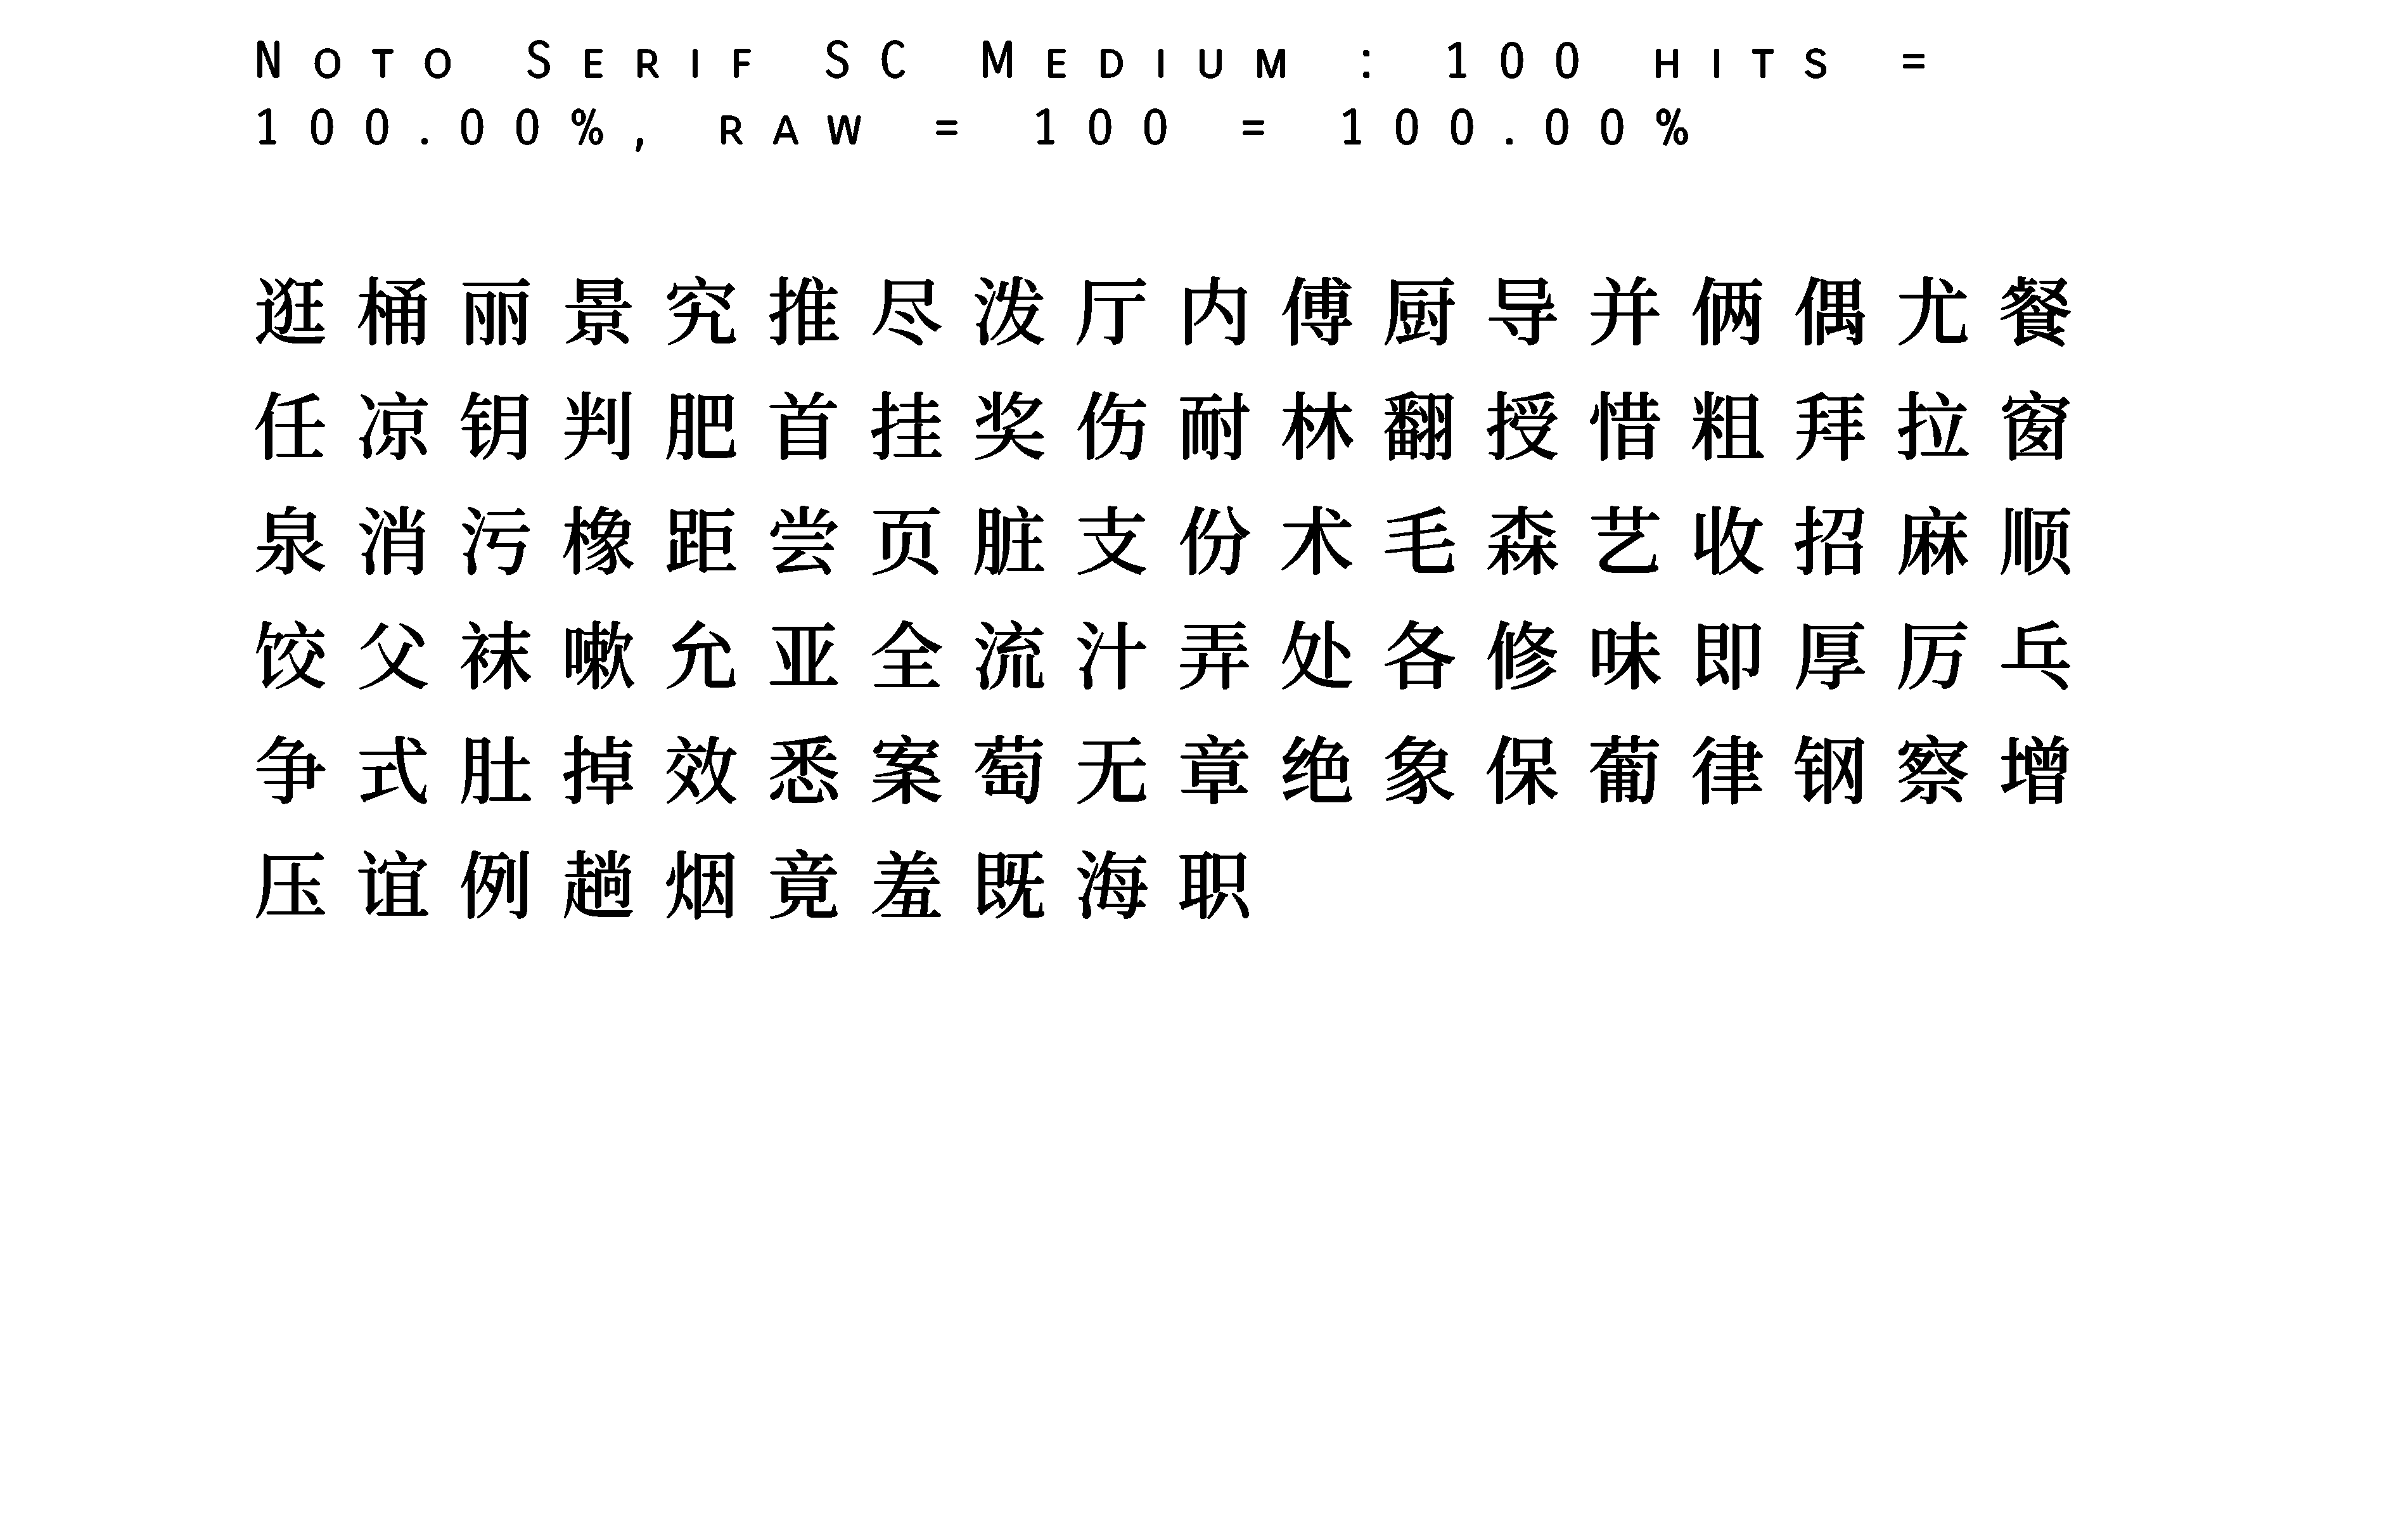 Noto Serif SC Medium : 100 hits =
100.00%, raw = 100 = 100.00%
逛桶丽景究推尽泼厅内傅厨导并俩偶尤餐
任凉钥判肥首挂奖伤耐林翻授惜粗拜拉窗
泉消污橡距尝页脏支份术毛森艺收招麻顺
饺父袜嗽允亚全流汁弄处各修味即厚厉乓
争式肚掉效悉案萄无章绝象保葡律钢察增
压谊例趟烟竟羞既海职